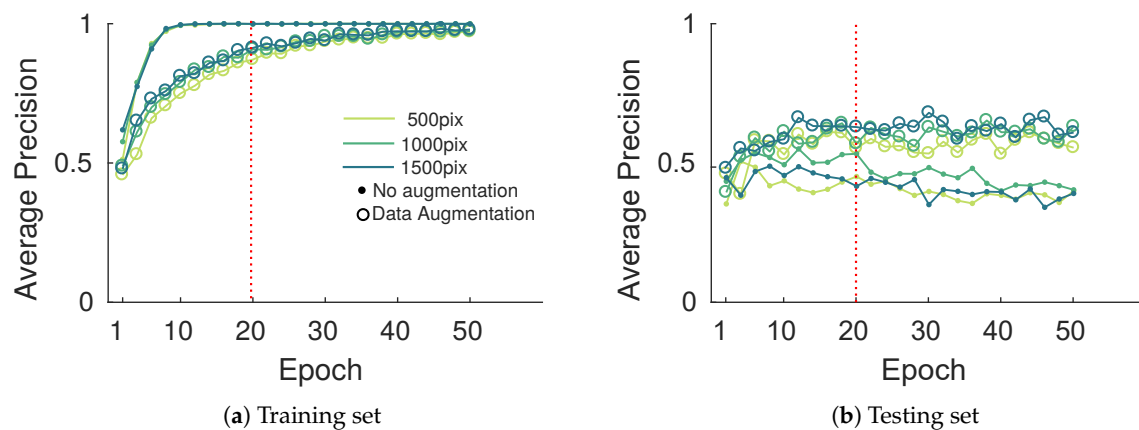 Average Precision
1
0.5
0
500pix
1000pix
1500pix
No augmentation
Data Augmentation
1 10 20 30 40 50
Epoch
(a) Training set
Average Precision
1
0.5
0
1 10 20 30 40 50
Epoch
(b) Testing set